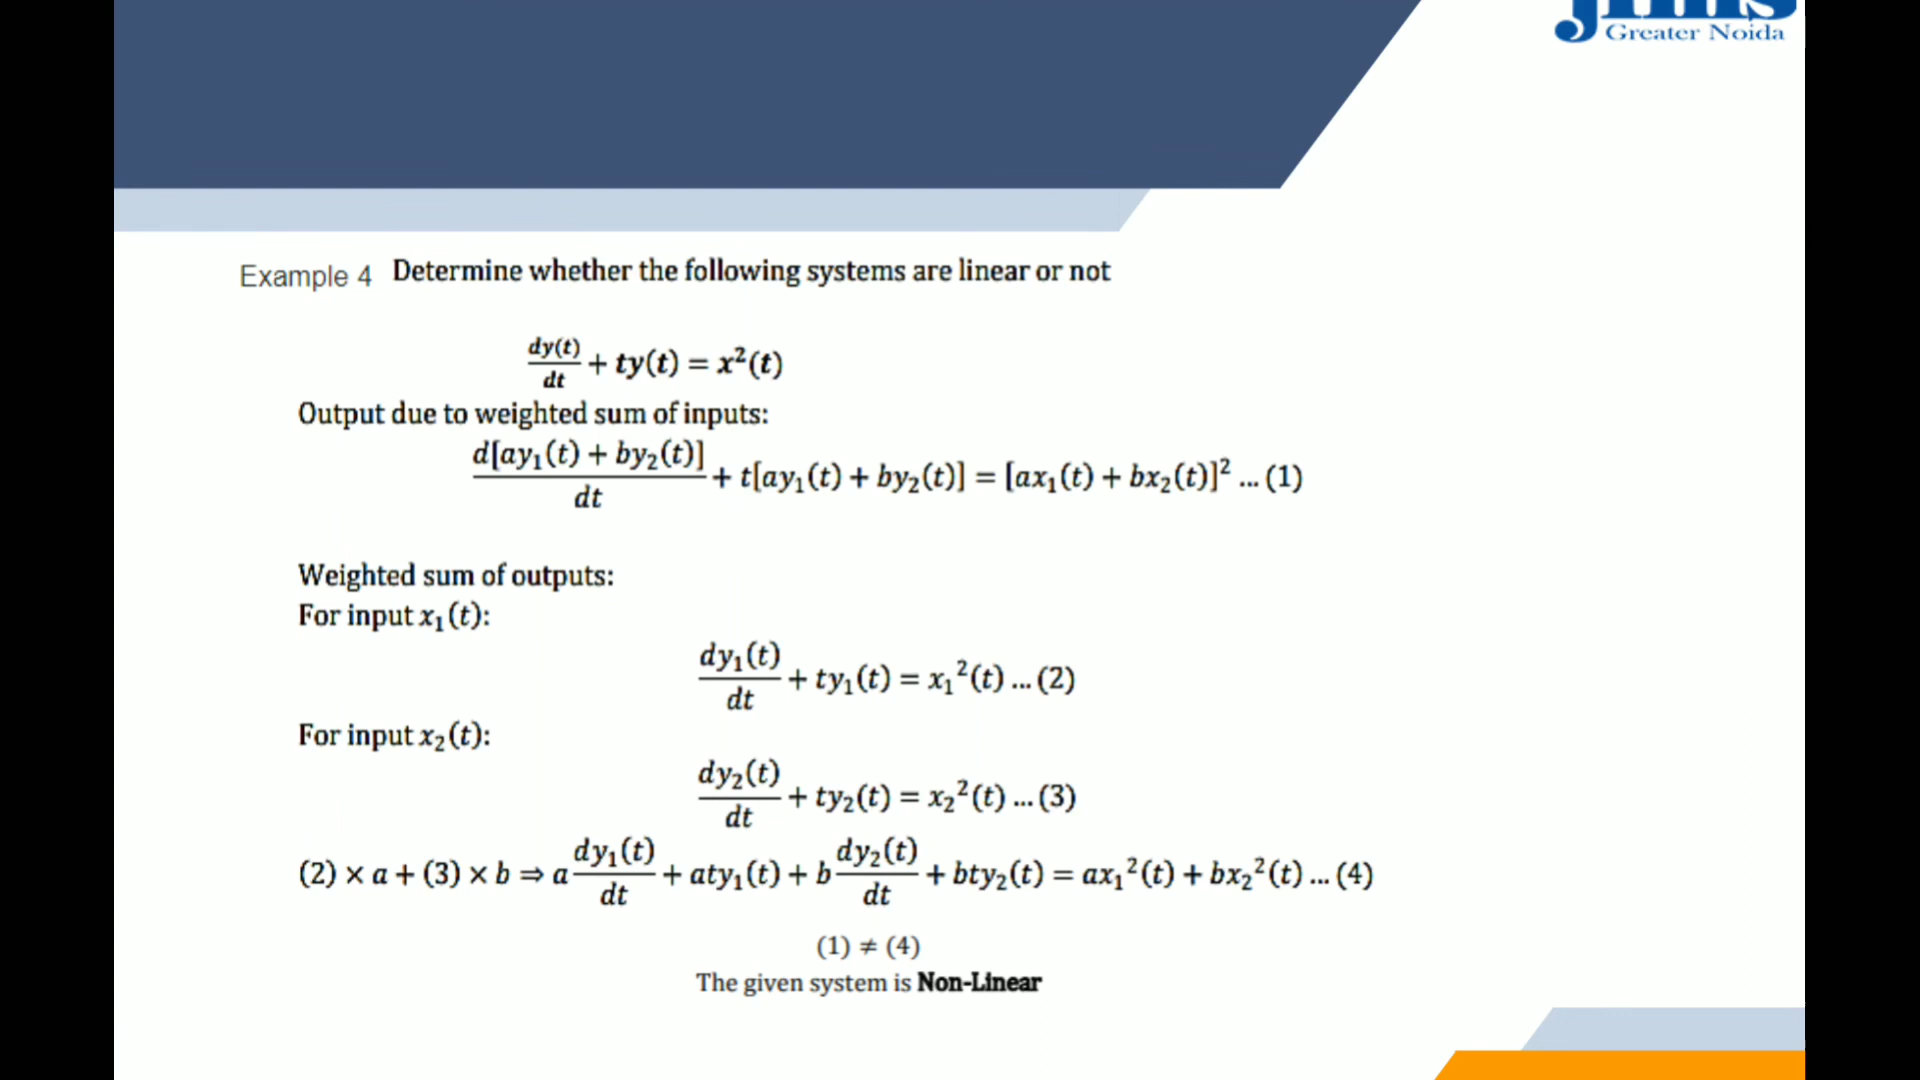 Greater Noida
Example 4 Determine whether the following systems are linear or not
dy(t)/dt + ty(t) = x²(t)
Output due to weighted sum of inputs:
d[ay₁(t) + by₂(t)]/dt + t[ay₁(t) + by₂(t)] = [ax₁(t) + bx₂(t)]² ... (1)
Weighted sum of outputs:
For input x₁(t):
dy₁(t)/dt + ty₁(t) = x₁²(t) ... (2)
For input x₂(t):
dy₂(t)/dt + ty₂(t) = x₂²(t) ... (3)
(2) × a + (3) × b ⇒ a dy₁(t)/dt + aty₁(t) + b dy₂(t)/dt + bty₂(t) = ax₁²(t) + bx₂²(t) ... (4)
(1) ≠ (4)
The given system is Non-Linear